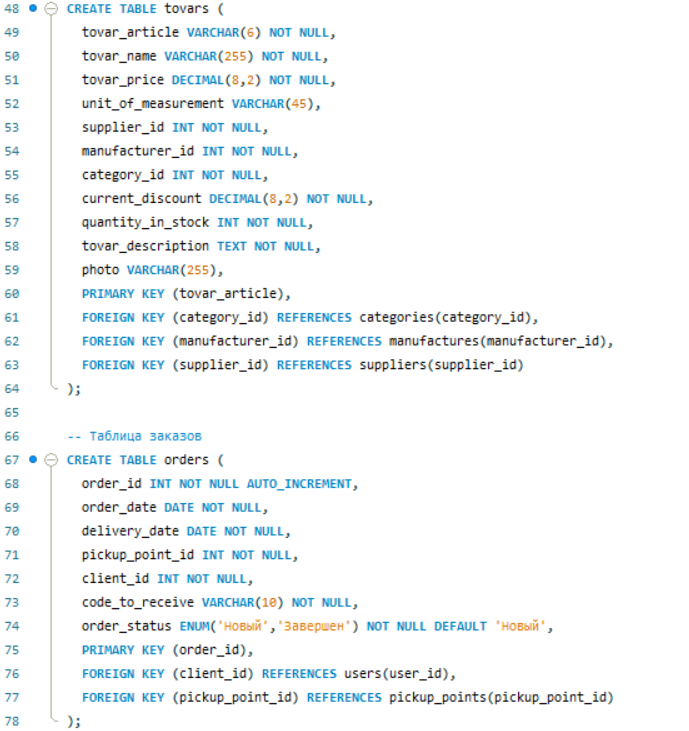 48 CREATE TABLE tovars (
49 tovar_article VARCHAR(6) NOT NULL,
50 tovar_name VARCHAR(255) NOT NULL,
51 tovar_price DECIMAL(8,2) NOT NULL,
52 unit_of_measurement VARCHAR(45),
53 supplier_id INT NOT NULL,
54 manufacturer_id INT NOT NULL,
55 category_id INT NOT NULL,
56 current_discount DECIMAL(8,2) NOT NULL,
57 quantity_in_stock INT NOT NULL,
58 tovar_description TEXT NOT NULL,
59 photo VARCHAR(255),
60 PRIMARY KEY (tovar_article),
61 FOREIGN KEY (category_id) REFERENCES categories(category_id),
62 FOREIGN KEY (manufacturer_id) REFERENCES manufactures(manufacturer_id),
63 FOREIGN KEY (supplier_id) REFERENCES suppliers(supplier_id)
64 );
65
66 -- Таблица заказов
67 CREATE TABLE orders (
68 order_id INT NOT NULL AUTO_INCREMENT,
69 order_date DATE NOT NULL,
70 delivery_date DATE NOT NULL,
71 pickup_point_id INT NOT NULL,
72 client_id INT NOT NULL,
73 code_to_receive VARCHAR(10) NOT NULL,
74 order_status ENUM('Новый','Завершен') NOT NULL DEFAULT 'Новый',
75 PRIMARY KEY (order_id),
76 FOREIGN KEY (client_id) REFERENCES users(user_id),
77 FOREIGN KEY (pickup_point_id) REFERENCES pickup_points(pickup_point_id)
78 );